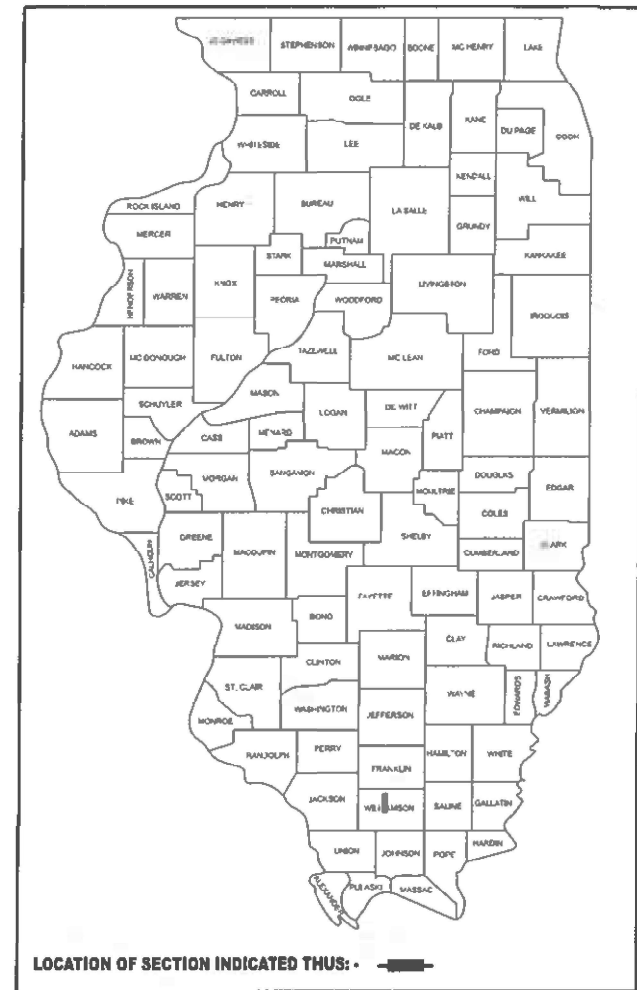 STEPHENSON WINNEBAGO BOONE MC HENRY LAKE
CARROLL OGLE DE KALB KANE DU PAGE COOK
WHITESIDE LEE
KENDALL WILL
ROCK ISLAND HENRY BUREAU LA SALLE GRUNDY
MERCER PUTNAM
STARK MARSHALL KANKAKEE
HENDERSON WARREN KNOX PEORIA WOODFORD LIVINGSTON IROQUOIS
HANCOCK MC DONOUGH FULTON TAZEWELL MC LEAN FORD
SCHUYLER MASON LOGAN DE WITT CHAMPAIGN VERMILION
ADAMS BROWN CASS MENARD MACON PIATT
PIKE SCOTT MORGAN SANGAMON MOULTRIE DOUGLAS EDGAR
CHRISTIAN COLES
CALHOUN GREENE MACOUPIN MONTGOMERY SHELBY CUMBERLAND ARK
JERSEY FAYETTE EFFINGHAM JASPER CRAWFORD
MADISON BOND CLAY RICHLAND LAWRENCE
CLINTON MARION
ST. CLAIR WASHINGTON WAYNE EDWARDS WABASH
MONROE JEFFERSON
RANDOLPH PERRY HAMILTON WHITE
FRANKLIN
JACKSON WILLIAMSON SALINE GALLATIN
UNION JOHNSON POPE HARDIN
ALEXANDER PULASKI MASSAC
LOCATION OF SECTION INDICATED THUS: -